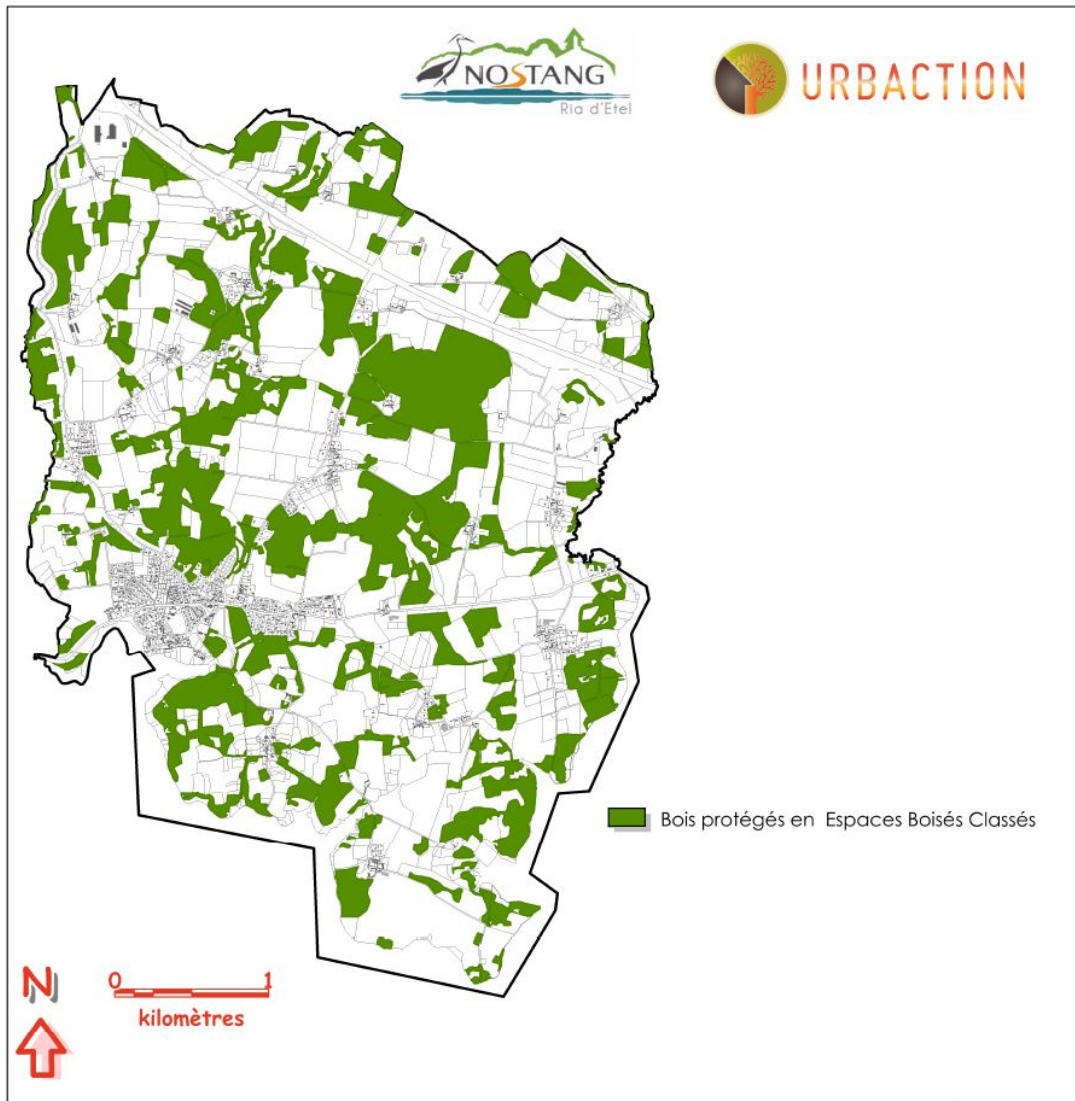 NOSTANG
Ria d'Etel
URBACTION
Bois protégés en Espaces Boisés Classés
N
0 1
kilomètres